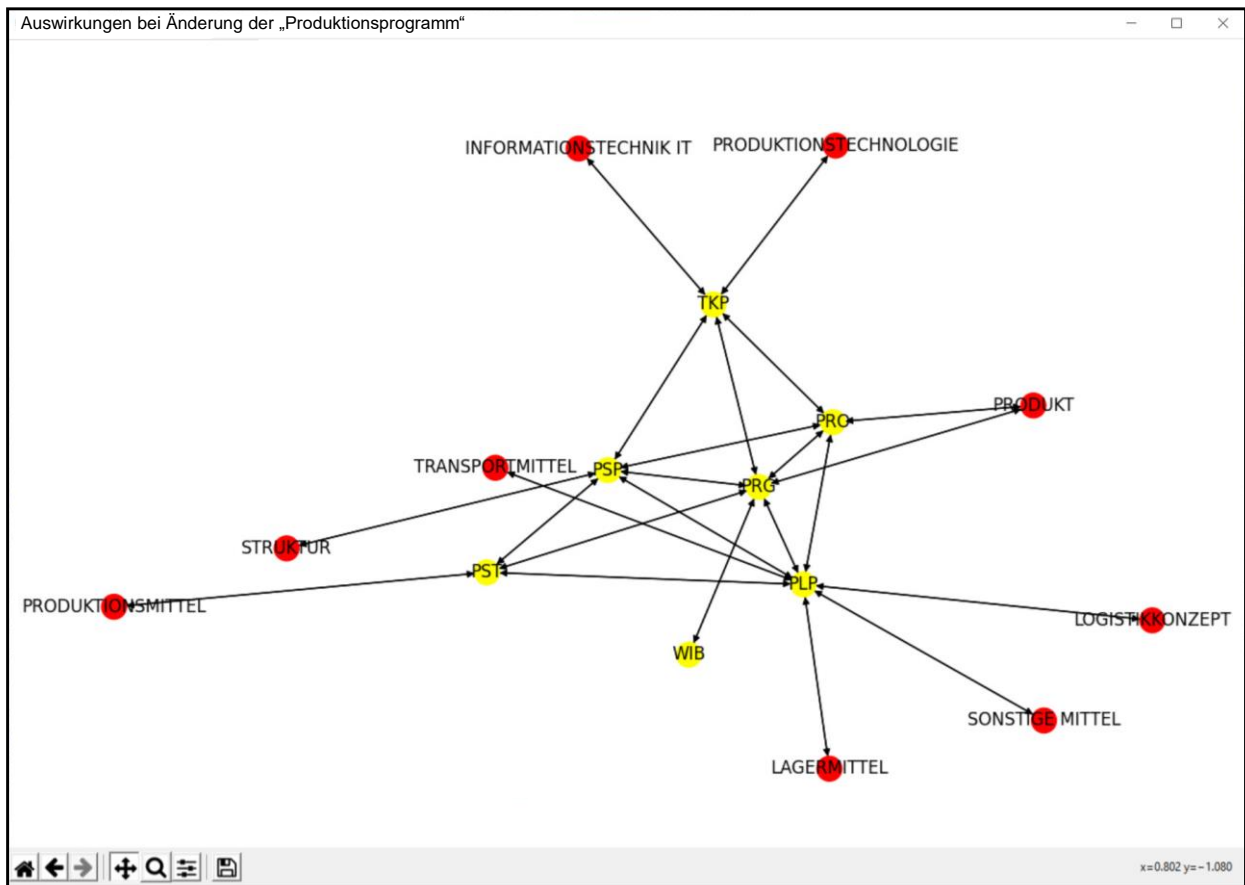 Auswirkungen bei Änderung der „Produktionsprogramm“
INFORMATIONSTECHNIK IT
PRODUKTIONSTECHNOLOGIE
TKP
PRODUKT
PRO
TRANSPORTMITTEL
PSP
PRG
STRUKTUR
PST
PLP
PRODUKTIONSMITTEL
LOGISTIKKONZEPT
WIB
SONSTIGE MITTEL
LAGERMITTEL
x=0.802 y=−1.080